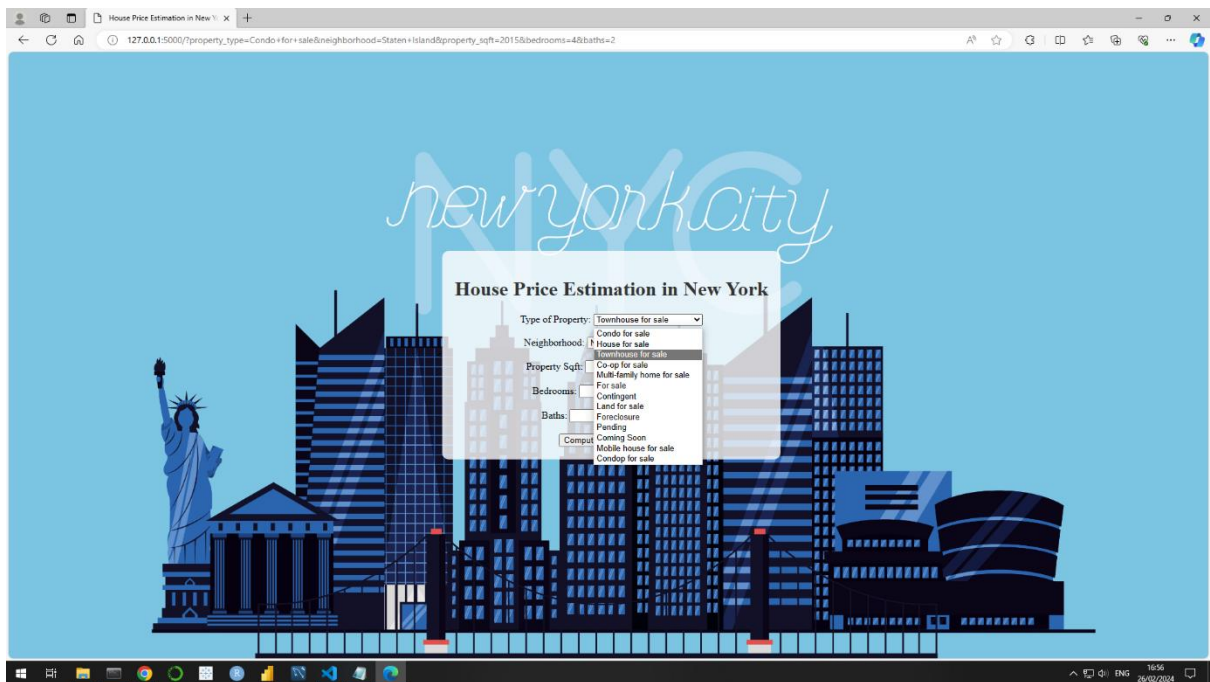 House Price Estimation in New Y
127.0.0.1:5000/?property_type=Condo+for+sale&neighborhood=Staten+Island&property_sqft=2015&bedrooms=4&baths=2
NYC
new york city
House Price Estimation in New York
Type of Property: Townhouse for sale
Condo for sale
Neighborhood: N
House for sale
Townhouse for sale
Property Sqft:
Co-op for sale
Multi-family home for sale
For sale
Bedrooms:
Contingent
Land for sale
Baths:
Foreclosure
Pending
Comput
Coming Soon
Mobile house for sale
Condop for sale
ENG
16:56
26/02/2024